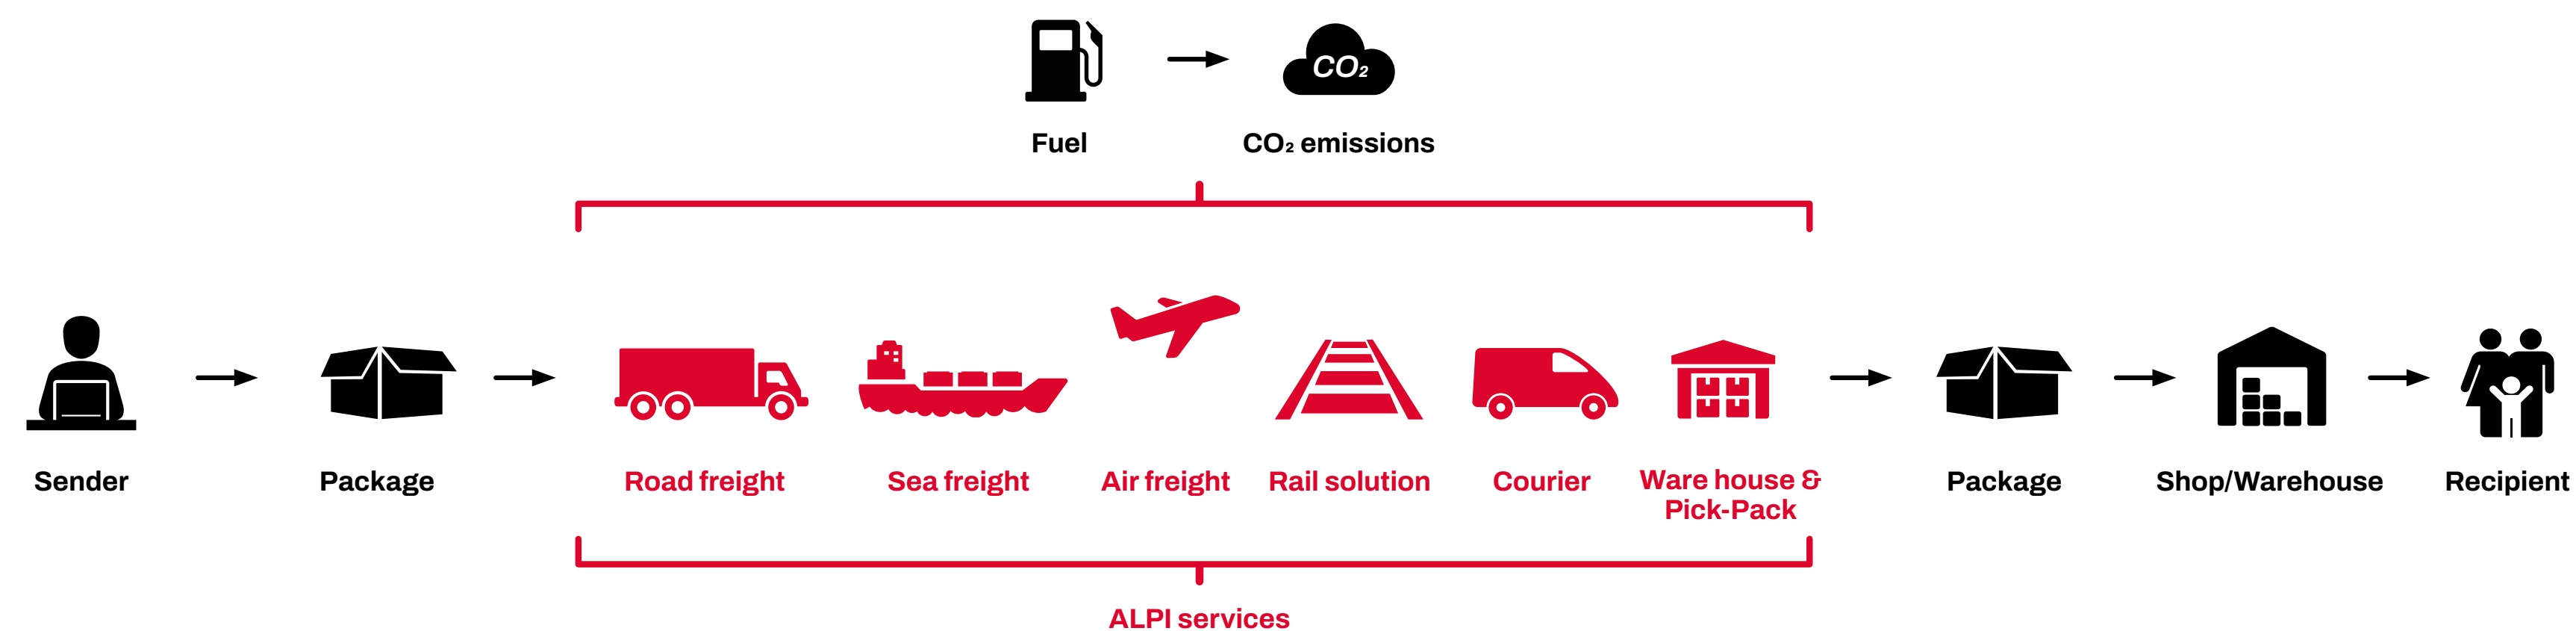 CO₂
Fuel
CO₂ emissions
Sender
Package
Road freight
Sea freight
Air freight
Rail solution
Courier
Ware house &
Pick-Pack
Package
Shop/Warehouse
Recipient
ALPI services